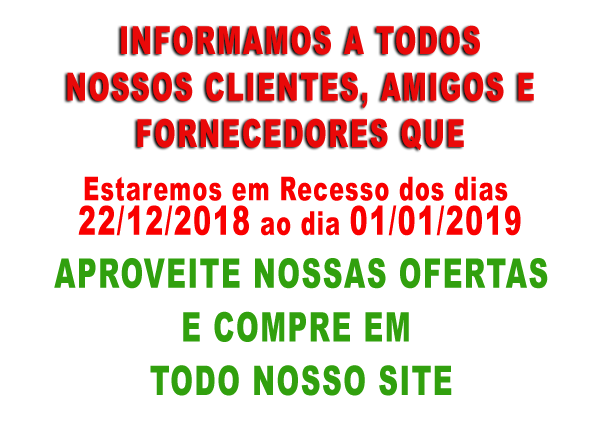 INFORMAMOS A TODOS
NOSSOS CLIENTES, AMIGOS E
FORNECEDORES QUE
Estaremos em Recesso dos dias
22/12/2018 ao dia 01/01/2019
APROVEITE NOSSAS OFERTAS
E COMPRE EM
TODO NOSSO SITE